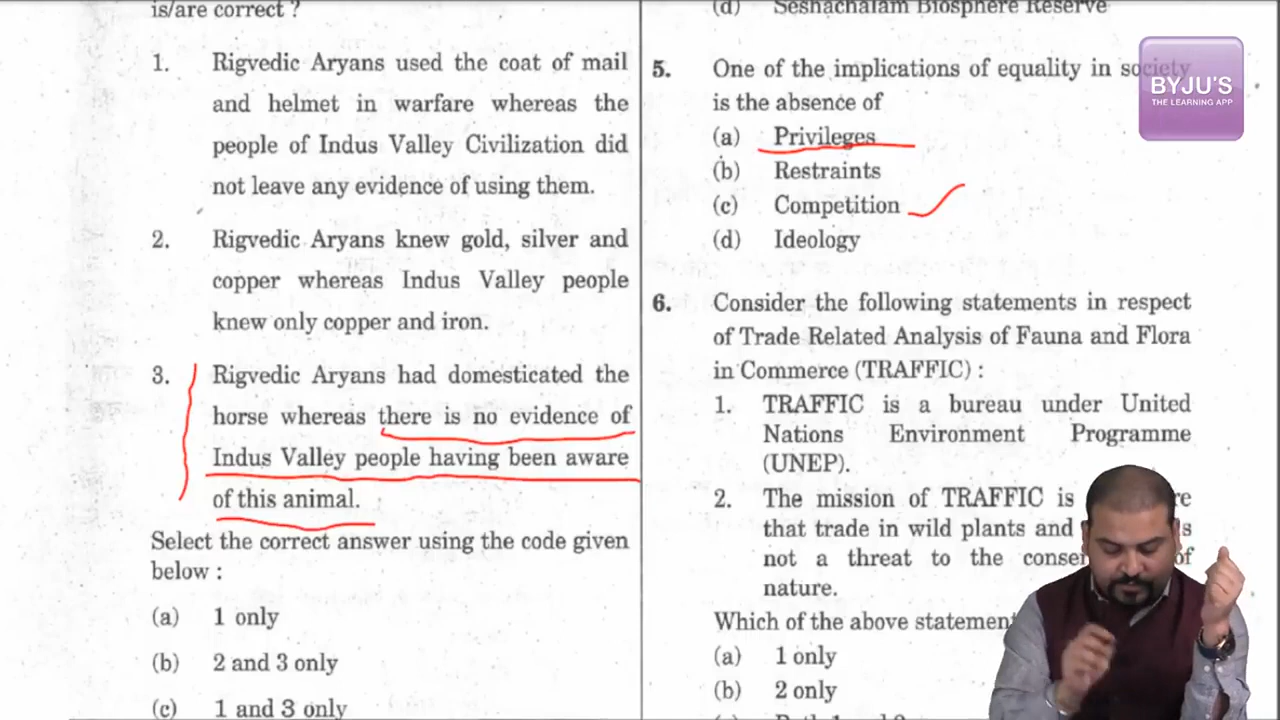 is/are correct ?
1. Rigvedic Aryans used the coat of mail
and helmet in warfare whereas the
people of Indus Valley Civilization did
not leave any evidence of using them.
2. Rigvedic Aryans knew gold, silver and
copper whereas Indus Valley people
knew only copper and iron.
3. Rigvedic Aryans had domesticated the
horse whereas there is no evidence of
Indus Valley people having been aware
of this animal.
Select the correct answer using the code given
below :
(a) 1 only
(b) 2 and 3 only
(c) 1 and 3 only
(d) Seshachalam Biosphere Reserve
5. One of the implications of equality in society
is the absence of
(a) Privileges
(b) Restraints
(c) Competition
(d) Ideology
6. Consider the following statements in respect
of Trade Related Analysis of Fauna and Flora
in Commerce (TRAFFIC) :
1. TRAFFIC is a bureau under United
Nations Environment Programme
(UNEP).
2. The mission of TRAFFIC is
that trade in wild plants and
not a threat to the of
nature.
Which of the above
(a) 1 only
(b) 2 only
BYJU'S
THE LEARNING APP